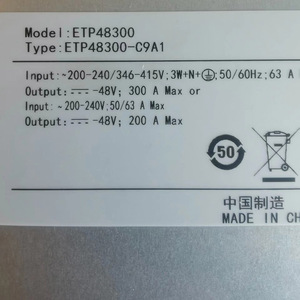 Model:ETP48300
Type:ETP48300-C9A1
Input:~200-240/346-415V;3W+N+⏚;50/60Hz;63 A
Output:⎓-48V; 300 A Max or
Input:~200-240V;50/63 A Max
Output:⎓-48V; 200 A Max
50
中国制造
MADE IN CH